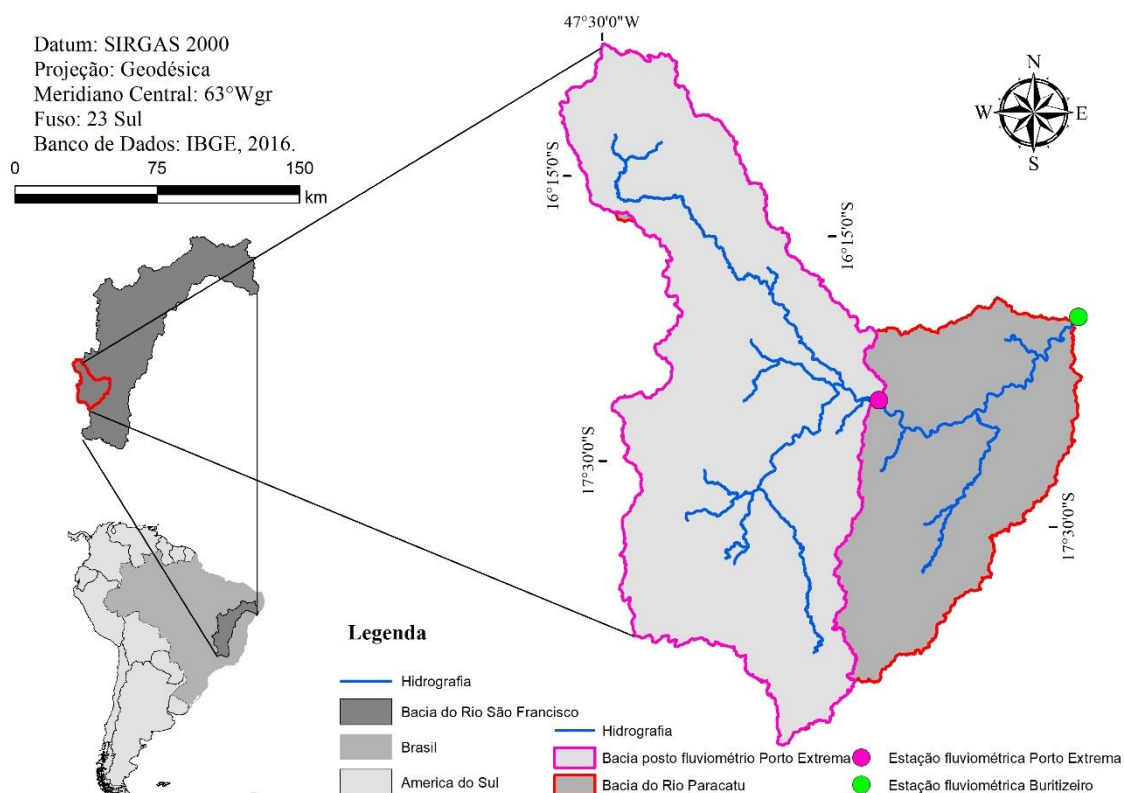 Datum: SIRGAS 2000
Projeção: Geodésica
Meridiano Central: 63°Wgr
Fuso: 23 Sul
Banco de Dados: IBGE, 2016.
0 75 150
km
47°30'0"W
N
W E
S
16°15'0"S
16°15'0"S
17°30'0"S
17°30'0"S
Legenda
Hidrografia
Bacia do Rio São Francisco
Brasil
America do Sul
Hidrografia
Bacia posto fluviométrio Porto Extrema
Bacia do Rio Paracatu
Estação fluviométrica Porto Extrema
Estação fluviométrica Buritizeiro